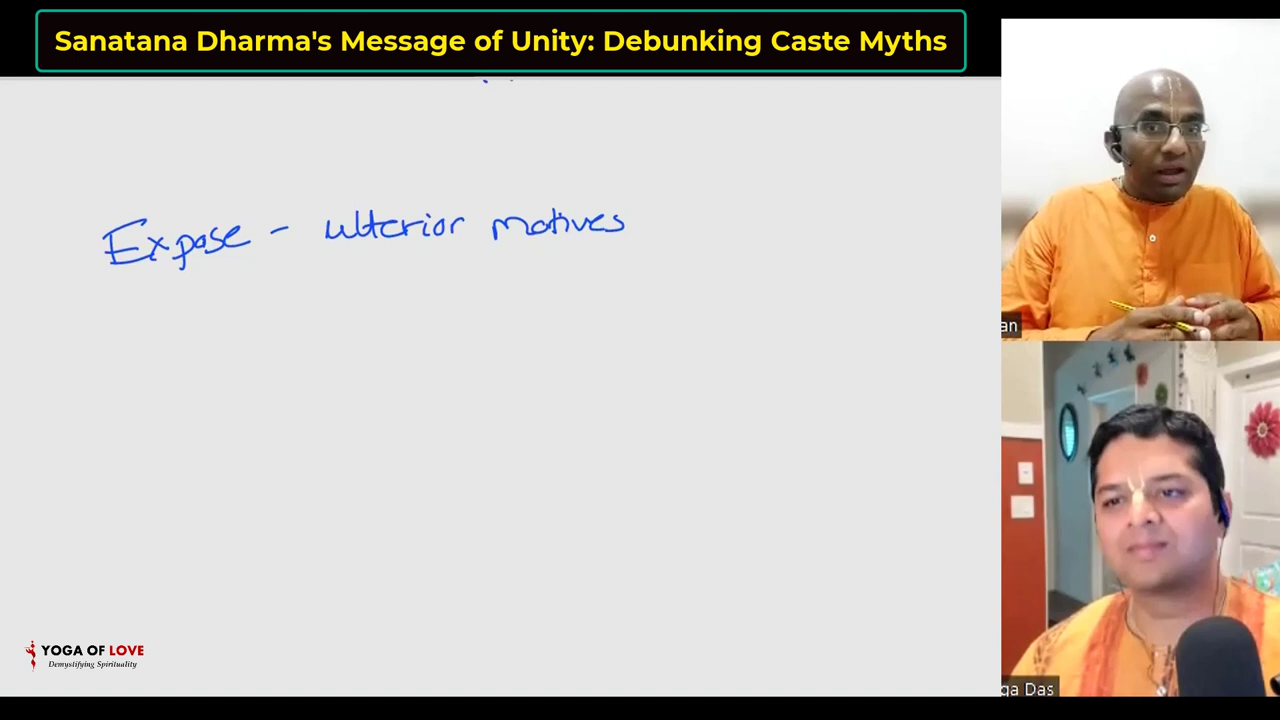 Sanatana Dharma's Message of Unity: Debunking Caste Myths
Expose - ulterior motives
an
ga Das
YOGA OF LOVE
Demystifying Spirituality